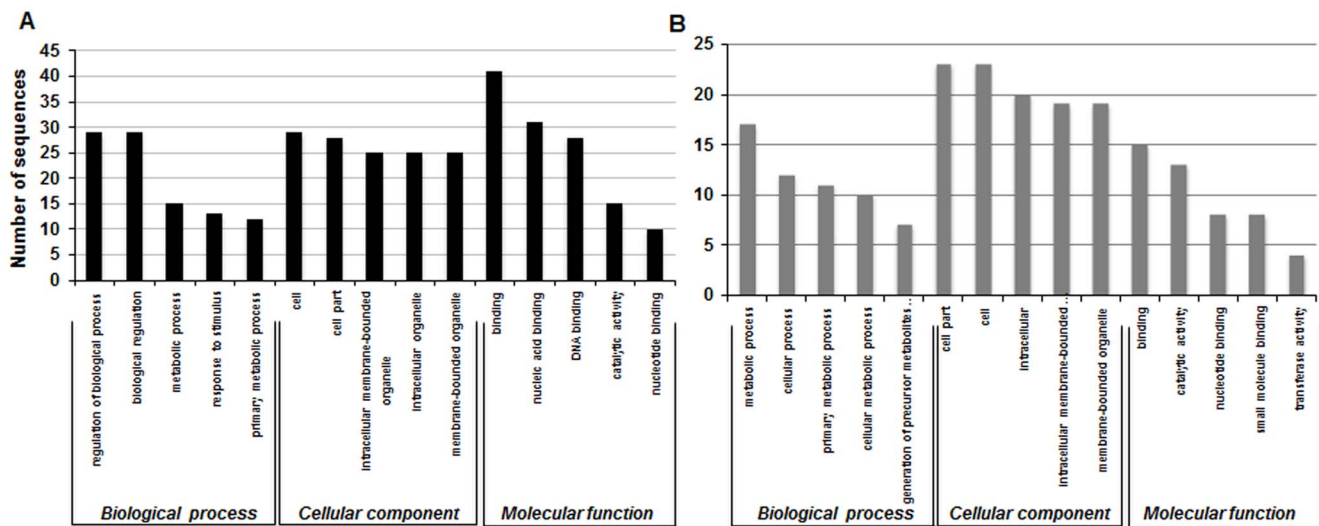 A
Number of sequences
45
40
35
30
25
20
15
10
5
0
regulation of biological process
biological regulation
metabolic process
response to stimulus
primary metabolic process
cell
cell part
intracellular membrane-bounded
organelle
intracellular organelle
membrane-bounded organelle
binding
nucleic acid binding
DNA binding
catalytic activity
nucleotide binding
Biological process
Cellular component
Molecular function
B
25
20
15
10
5
0
metabolic process
cellular process
primary metabolic process
cellular metabolic process
generation of precursor metabolites...
cell part
cell
intracellular
intracellular membrane-bounded ...
membrane-bounded organelle
binding
catalytic activity
nucleotide binding
small molecule binding
transferase activity
Biological process
Cellular component
Molecular function